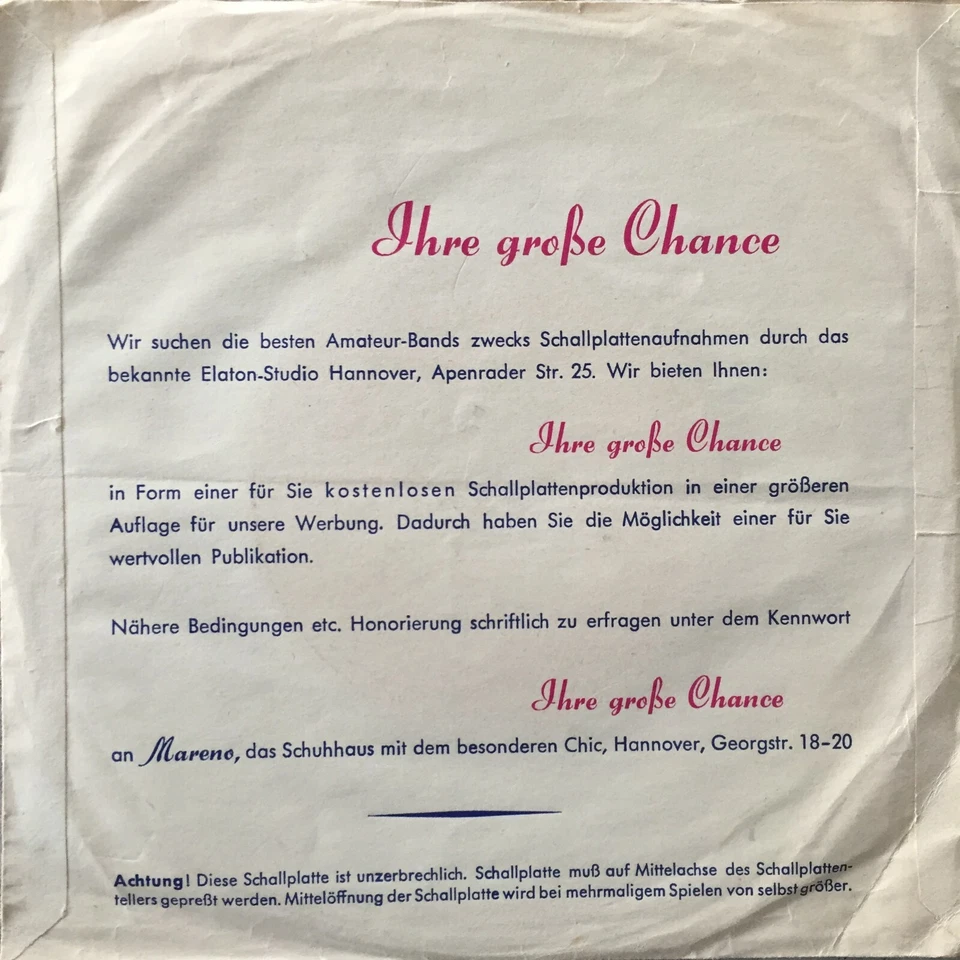 Ihre große Chance
Wir suchen die besten Amateur-Bands zwecks Schallplattenaufnahmen durch das
bekannte Elaton-Studio Hannover, Apenrader Str. 25. Wir bieten Ihnen:
Ihre große Chance
in Form einer für Sie kostenlosen Schallplattenproduktion in einer größeren
Auflage für unsere Werbung. Dadurch haben Sie die Möglichkeit einer für Sie
wertvollen Publikation.
Nähere Bedingungen etc. Honorierung schriftlich zu erfragen unter dem Kennwort
Ihre große Chance
an Mareno, das Schuhhaus mit dem besonderen Chic, Hannover, Georgstr. 18-20
Achtung! Diese Schallplatte ist unzerbrechlich. Schallplatte muß auf Mittelachse des Schallplatten-
tellers gepreßt werden. Mittelöffnung der Schallplatte wird bei mehrmaligem Spielen von selbst größer.